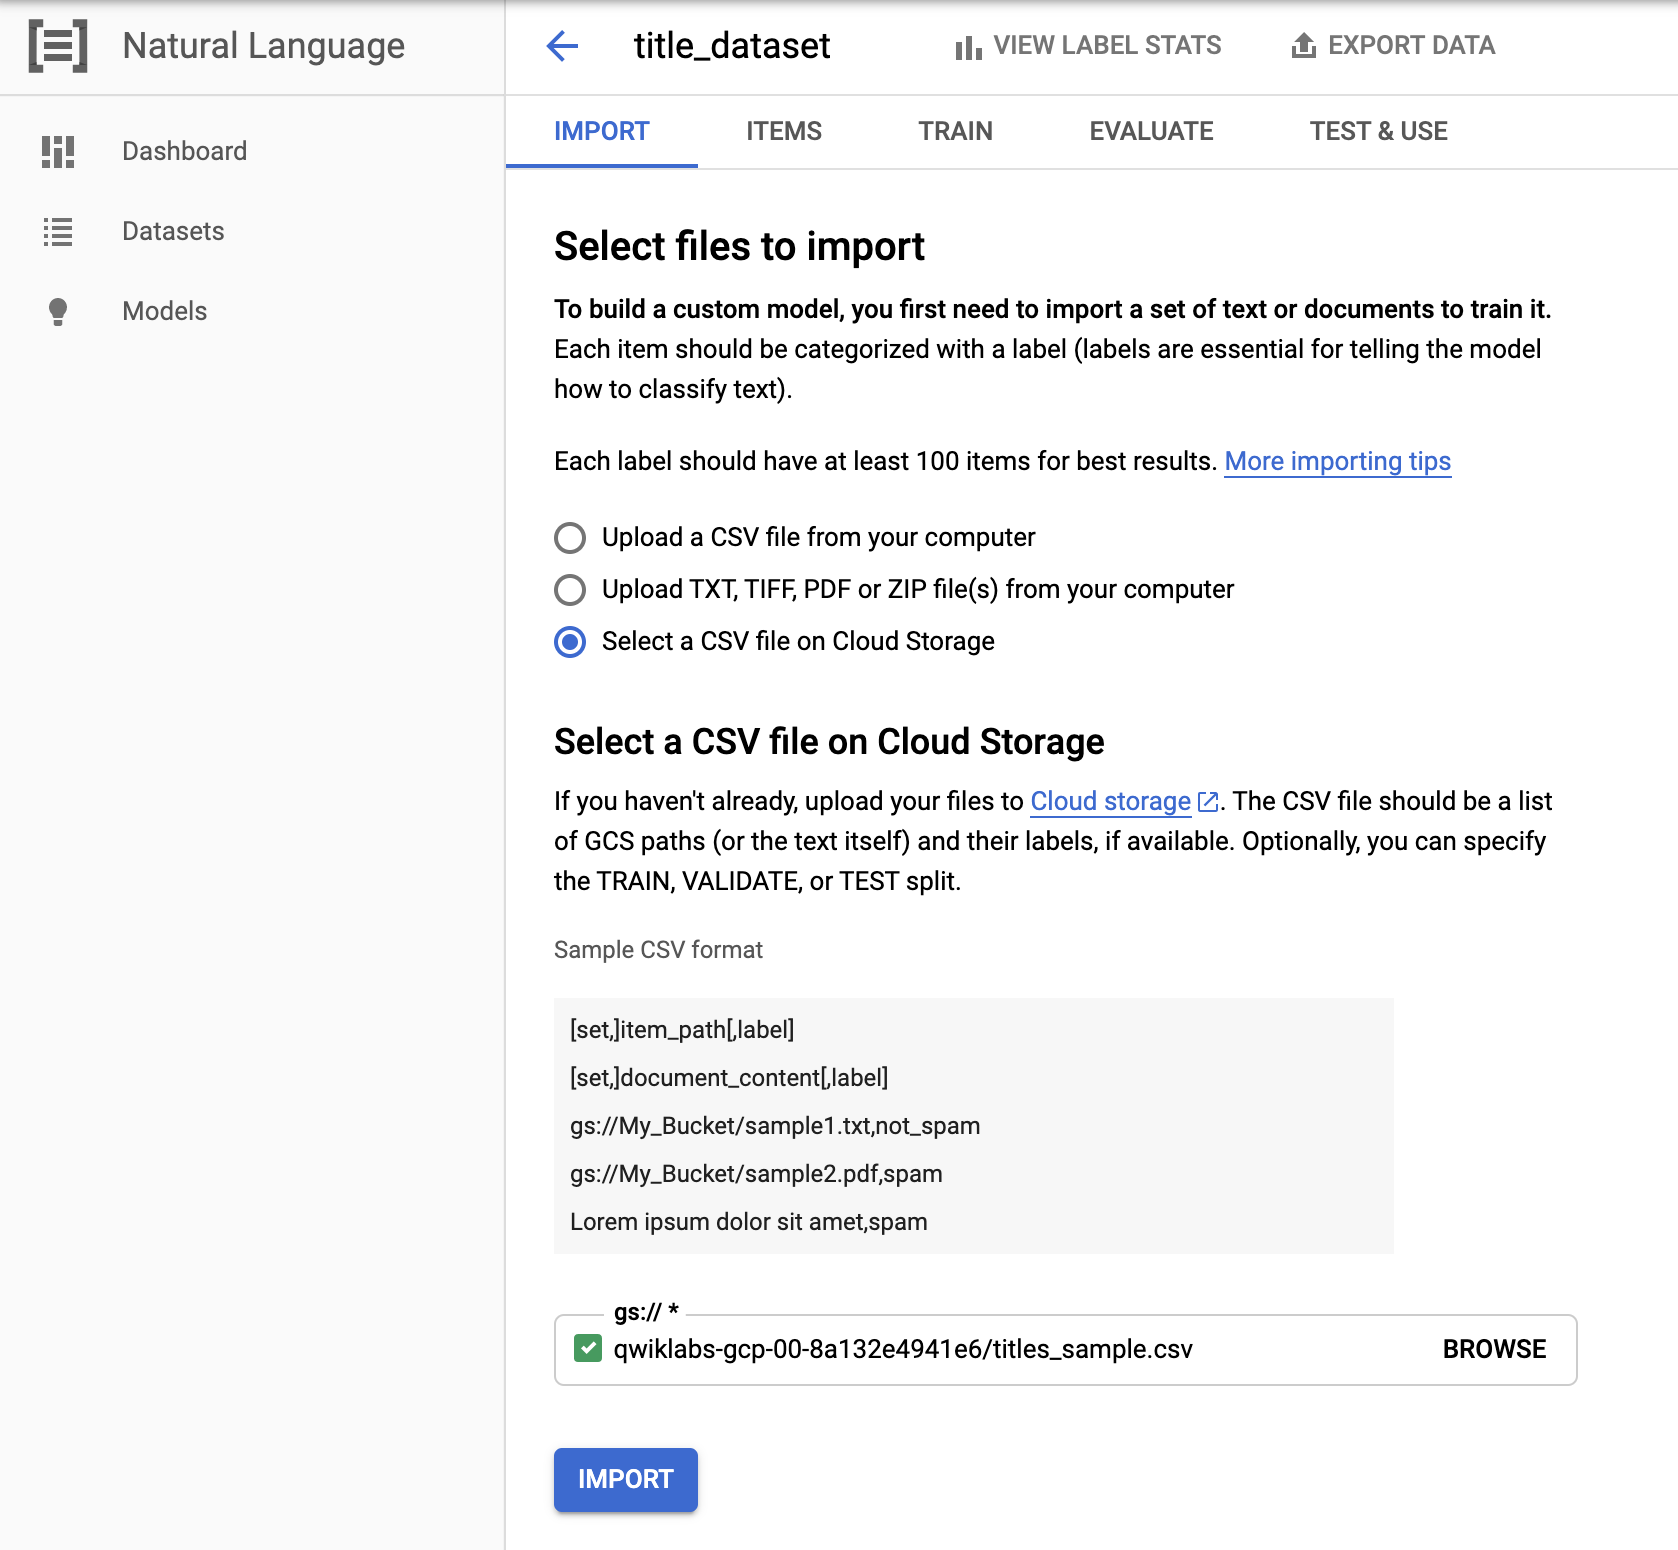 Natural Language
title_dataset
VIEW LABEL STATS
EXPORT DATA
Dashboard
Datasets
Models
IMPORT
ITEMS
TRAIN
EVALUATE
TEST & USE
Select files to import
To build a custom model, you first need to import a set of text or documents to train it.
Each item should be categorized with a label (labels are essential for telling the model
how to classify text).
Each label should have at least 100 items for best results. More importing tips
Upload a CSV file from your computer
Upload TXT, TIFF, PDF or ZIP file(s) from your computer
Select a CSV file on Cloud Storage
Select a CSV file on Cloud Storage
If you haven't already, upload your files to Cloud storage. The CSV file should be a list
of GCS paths (or the text itself) and their labels, if available. Optionally, you can specify
the TRAIN, VALIDATE, or TEST split.
Sample CSV format
[set,]item_path[,label]
[set,]document_content[,label]
gs://My_Bucket/sample1.txt,not_spam
gs://My_Bucket/sample2.pdf,spam
Lorem ipsum dolor sit amet,spam
gs:// *
qwiklabs-gcp-00-8a132e4941e6/titles_sample.csv
BROWSE
IMPORT